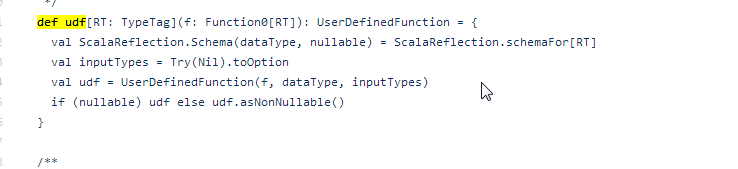 */
def udf[RT: TypeTag](f: Function0[RT]): UserDefinedFunction = {
  val ScalaReflection.Schema(dataType, nullable) = ScalaReflection.schemaFor[RT]
  val inputTypes = Try(Nil).toOption
  val udf = UserDefinedFunction(f, dataType, inputTypes)
  if (nullable) udf else udf.asNonNullable()
}
/**